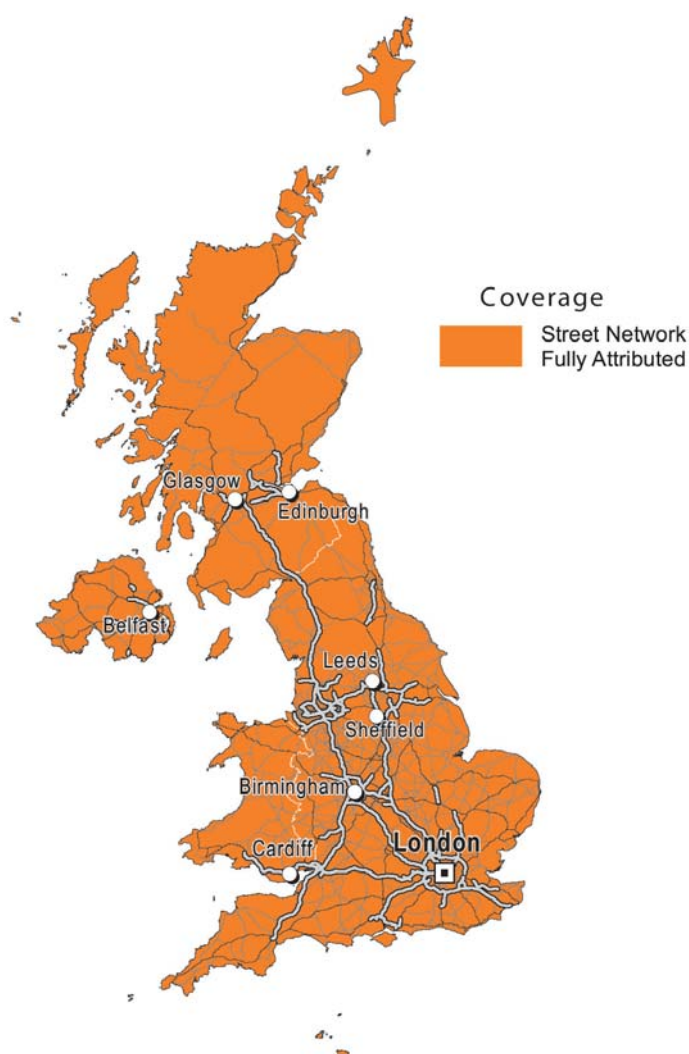 Coverage
Street Network
Fully Attributed
Glasgow
Edinburgh
Belfast
Leeds
Sheffield
Birmingham
London
Cardiff